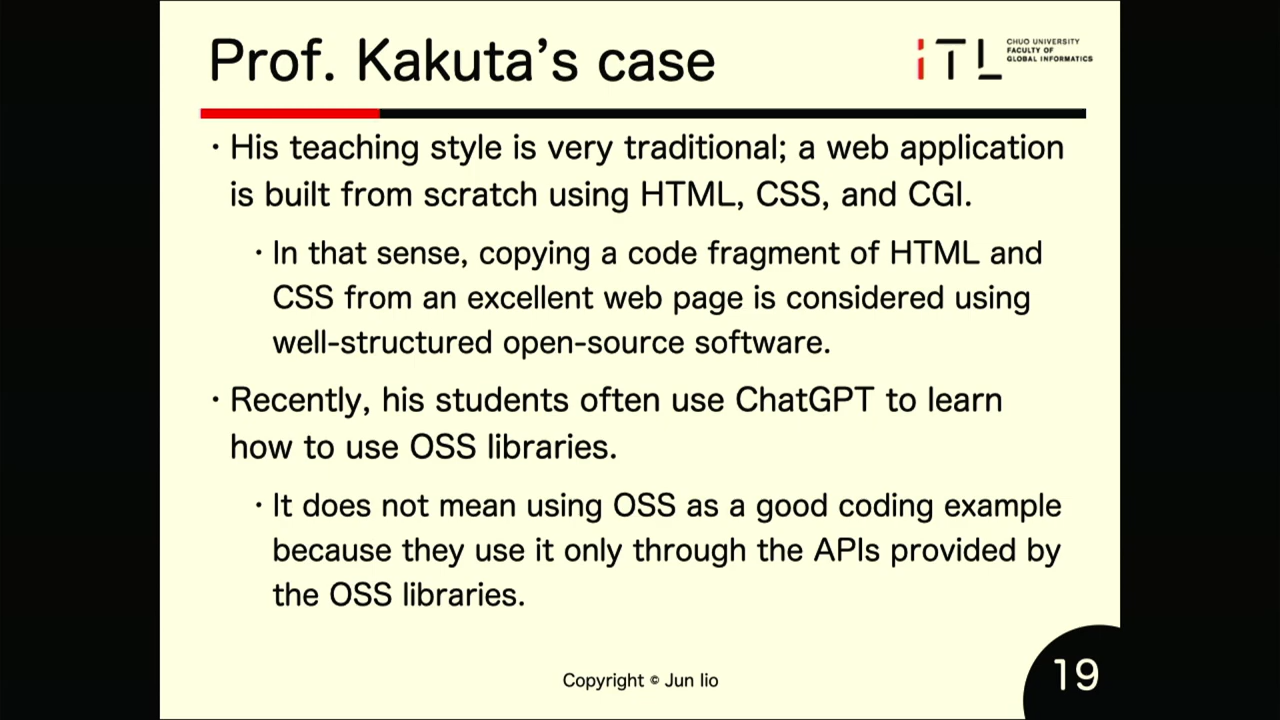 Prof. Kakuta's case
iTL
CHUO UNIVERSITY
FACULTY OF
GLOBAL INFORMATICS
・His teaching style is very traditional; a web application
is built from scratch using HTML, CSS, and CGI.
・In that sense, copying a code fragment of HTML and
CSS from an excellent web page is considered using
well-structured open-source software.
・Recently, his students often use ChatGPT to learn
how to use OSS libraries.
・It does not mean using OSS as a good coding example
because they use it only through the APIs provided by
the OSS libraries.
Copyright © Jun Iio
19